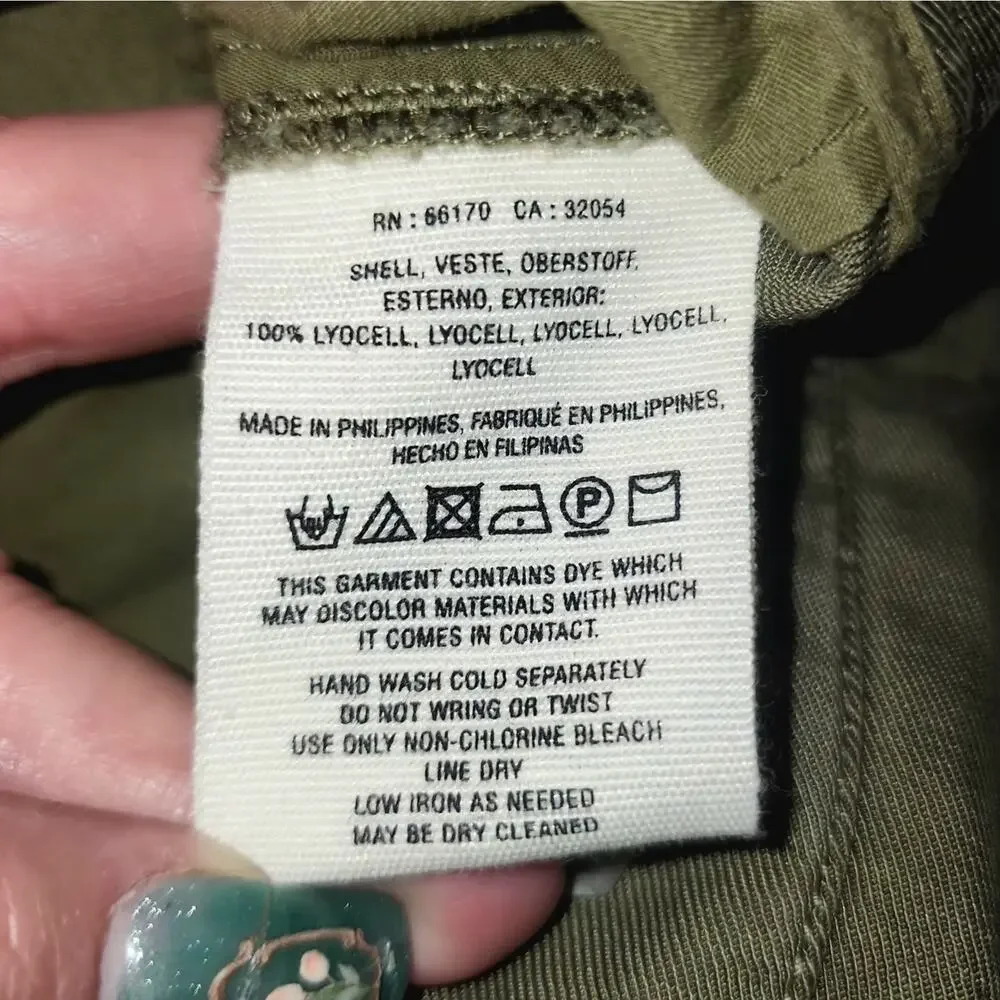 RN : 66170 CA : 32054
SHELL, VESTE, OBERSTOFF,
ESTERNO, EXTERIOR:
100% LYOCELL, LYOCELL, LYOCELL, LYOCELL,
LYOCELL
MADE IN PHILIPPINES, FABRIQUÉ EN PHILIPPINES,
HECHO EN FILIPINAS
P
THIS GARMENT CONTAINS DYE WHICH
MAY DISCOLOR MATERIALS WITH WHICH
IT COMES IN CONTACT.
HAND WASH COLD SEPARATELY
DO NOT WRING OR TWIST
USE ONLY NON-CHLORINE BLEACH
LINE DRY
LOW IRON AS NEEDED
MAY BE DRY CLEANED